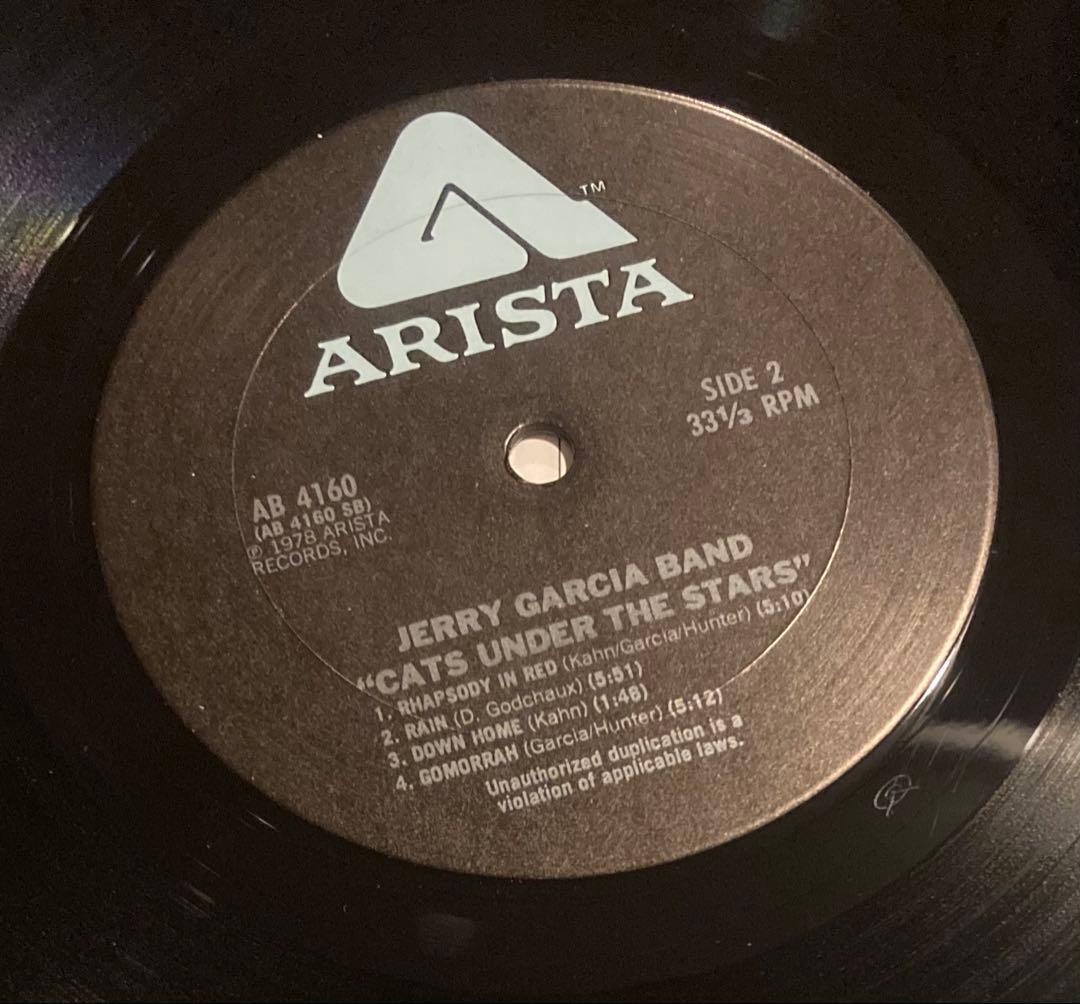 TM
ARISTA
SIDE 2
33⅓ RPM
AB 4160
(AB 4160 SB)
℗ 1978 ARISTA
RECORDS, INC.
JERRY GARCIA BAND
“CATS UNDER THE STARS”
1. RHAPSODY IN RED (Kahn/Garcia/Hunter) (5:10)
2. RAIN (D. Godchaux) (5:51)
3. DOWN HOME (Kahn) (1:46)
4. GOMORRAH (Garcia/Hunter) (5:12)
Unauthorized duplication is a
violation of applicable laws.